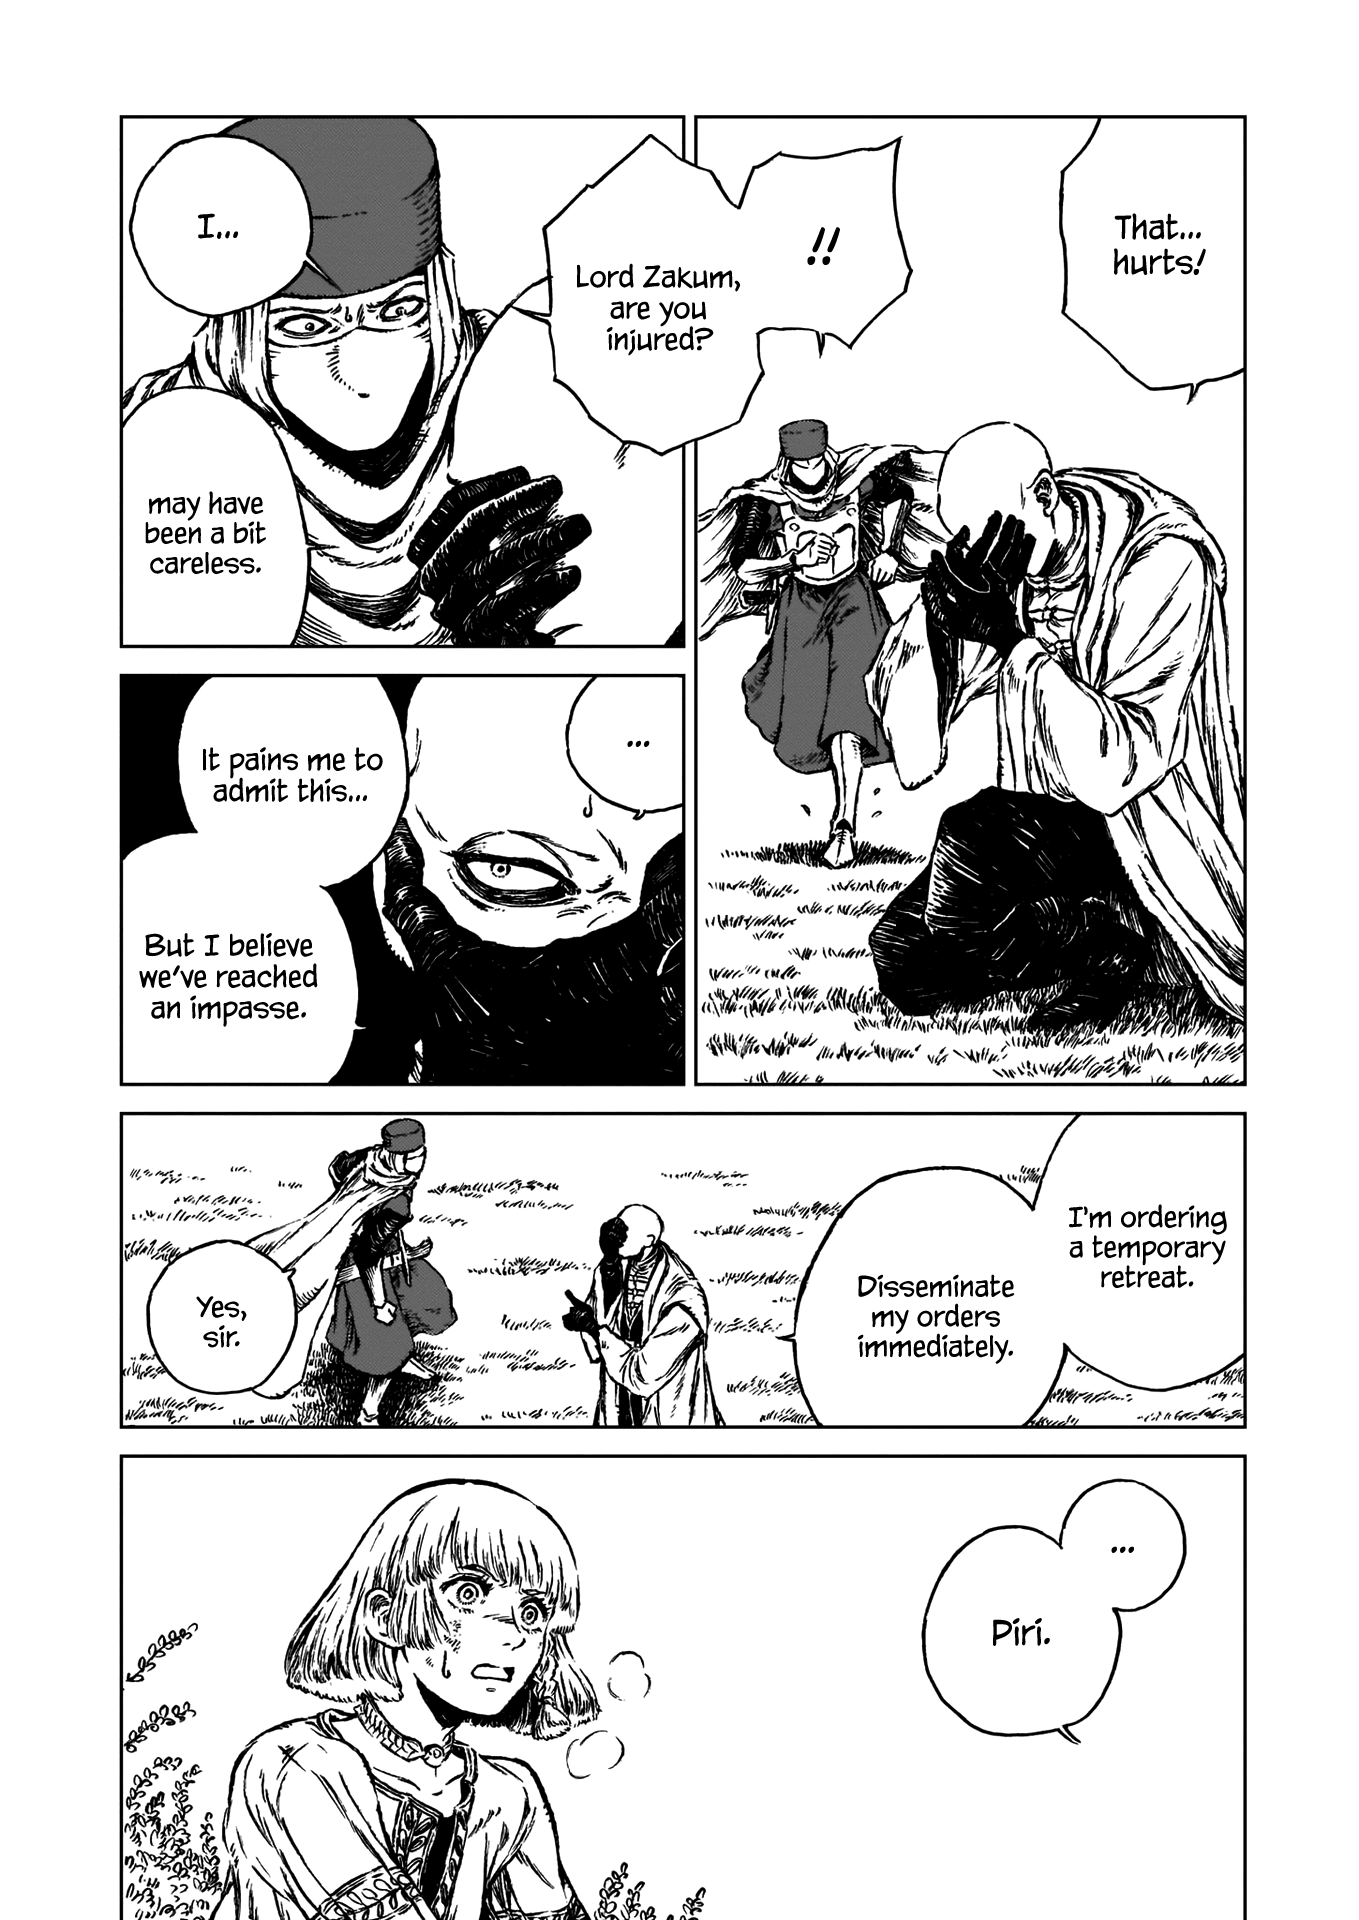 That...
hurts!
!!
Lord Zakum,
are you
injured?
I...
may have
been a bit
careless.
...
It pains me to
admit this...
But I believe
we've reached
an impasse.
I'm ordering
a temporary
retreat.
Disseminate
my orders
immediately.
Yes,
sir.
...
Piri.